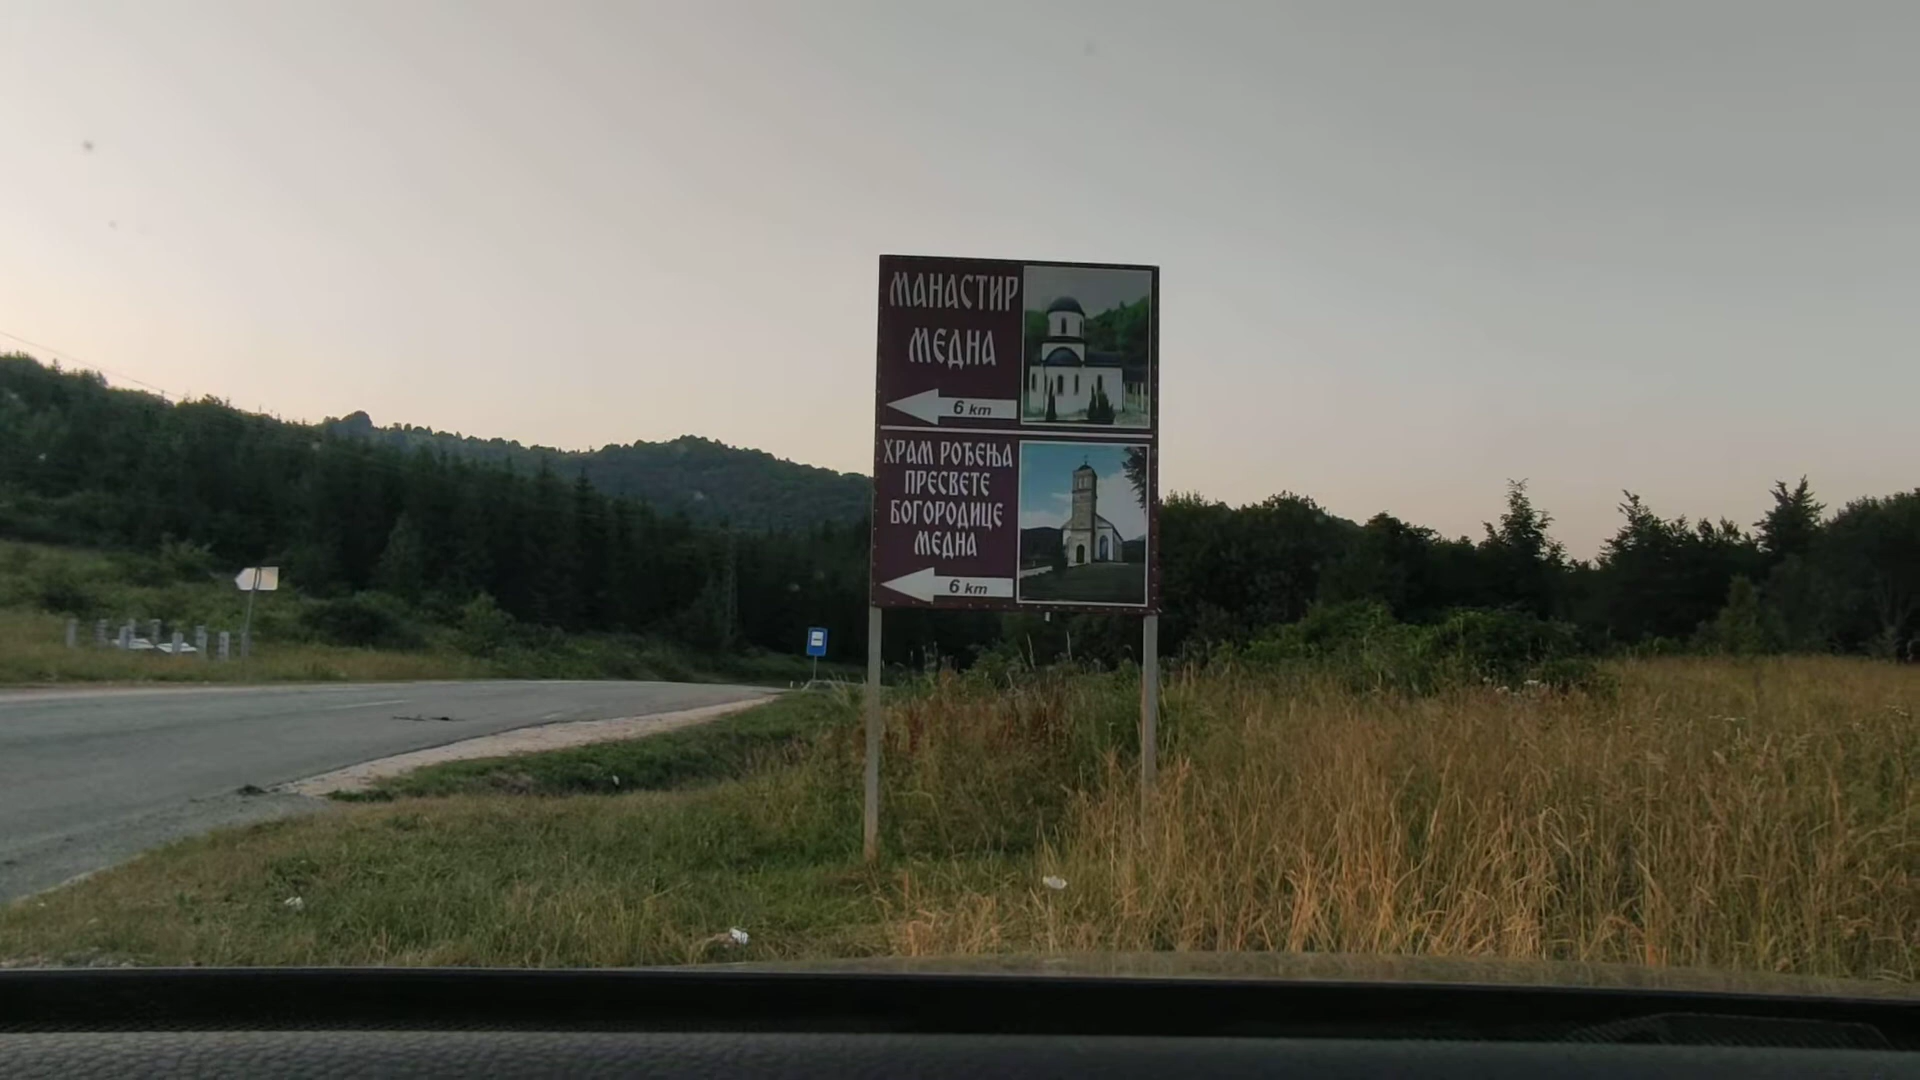 МАНАСТИР
МЕДНА
6 km
ХРАМ РОЂЕЊА
ПРЕСВЕТЕ
БОГОРОДИЦЕ
МЕДНА
6 km